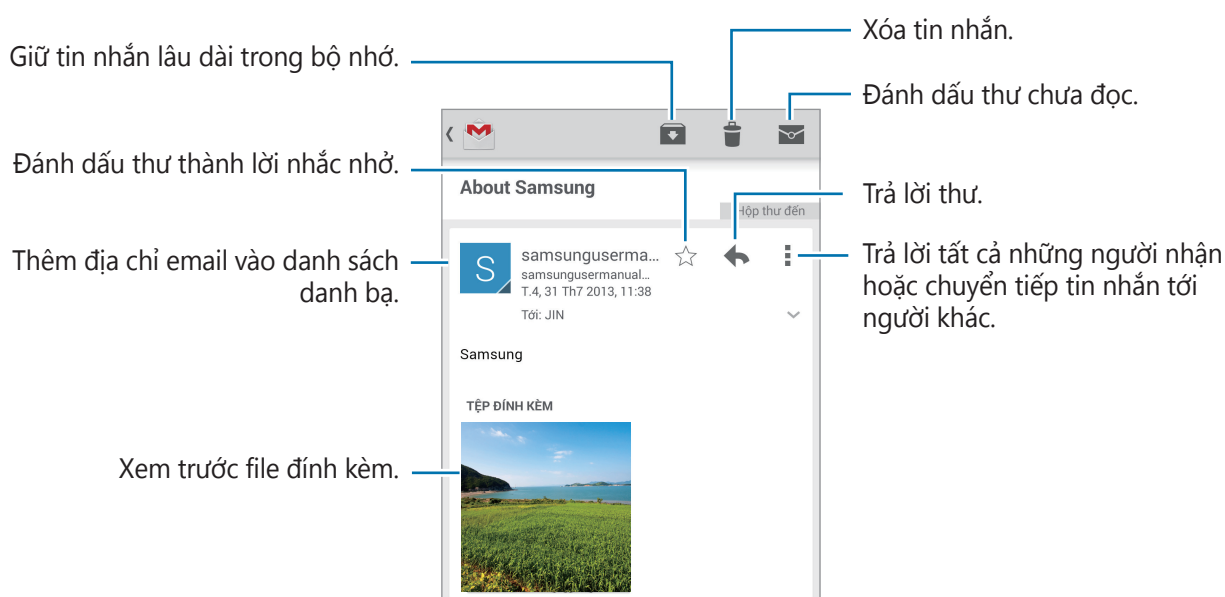 Giữ tin nhắn lâu dài trong bộ nhớ.
Xóa tin nhắn.
Đánh dấu thư chưa đọc.
Đánh dấu thư thành lời nhắc nhở.
About Samsung
Hộp thư đến
Trả lời thư.
Thêm địa chỉ email vào danh sách
danh bạ.
S
samsunguserma...
samsungusermanual...
T.4, 31 Th7 2013, 11:38
Tới: JIN
Trả lời tất cả những người nhận
hoặc chuyển tiếp tin nhắn tới
người khác.
Samsung
TỆP ĐÍNH KÈM
Xem trước file đính kèm.